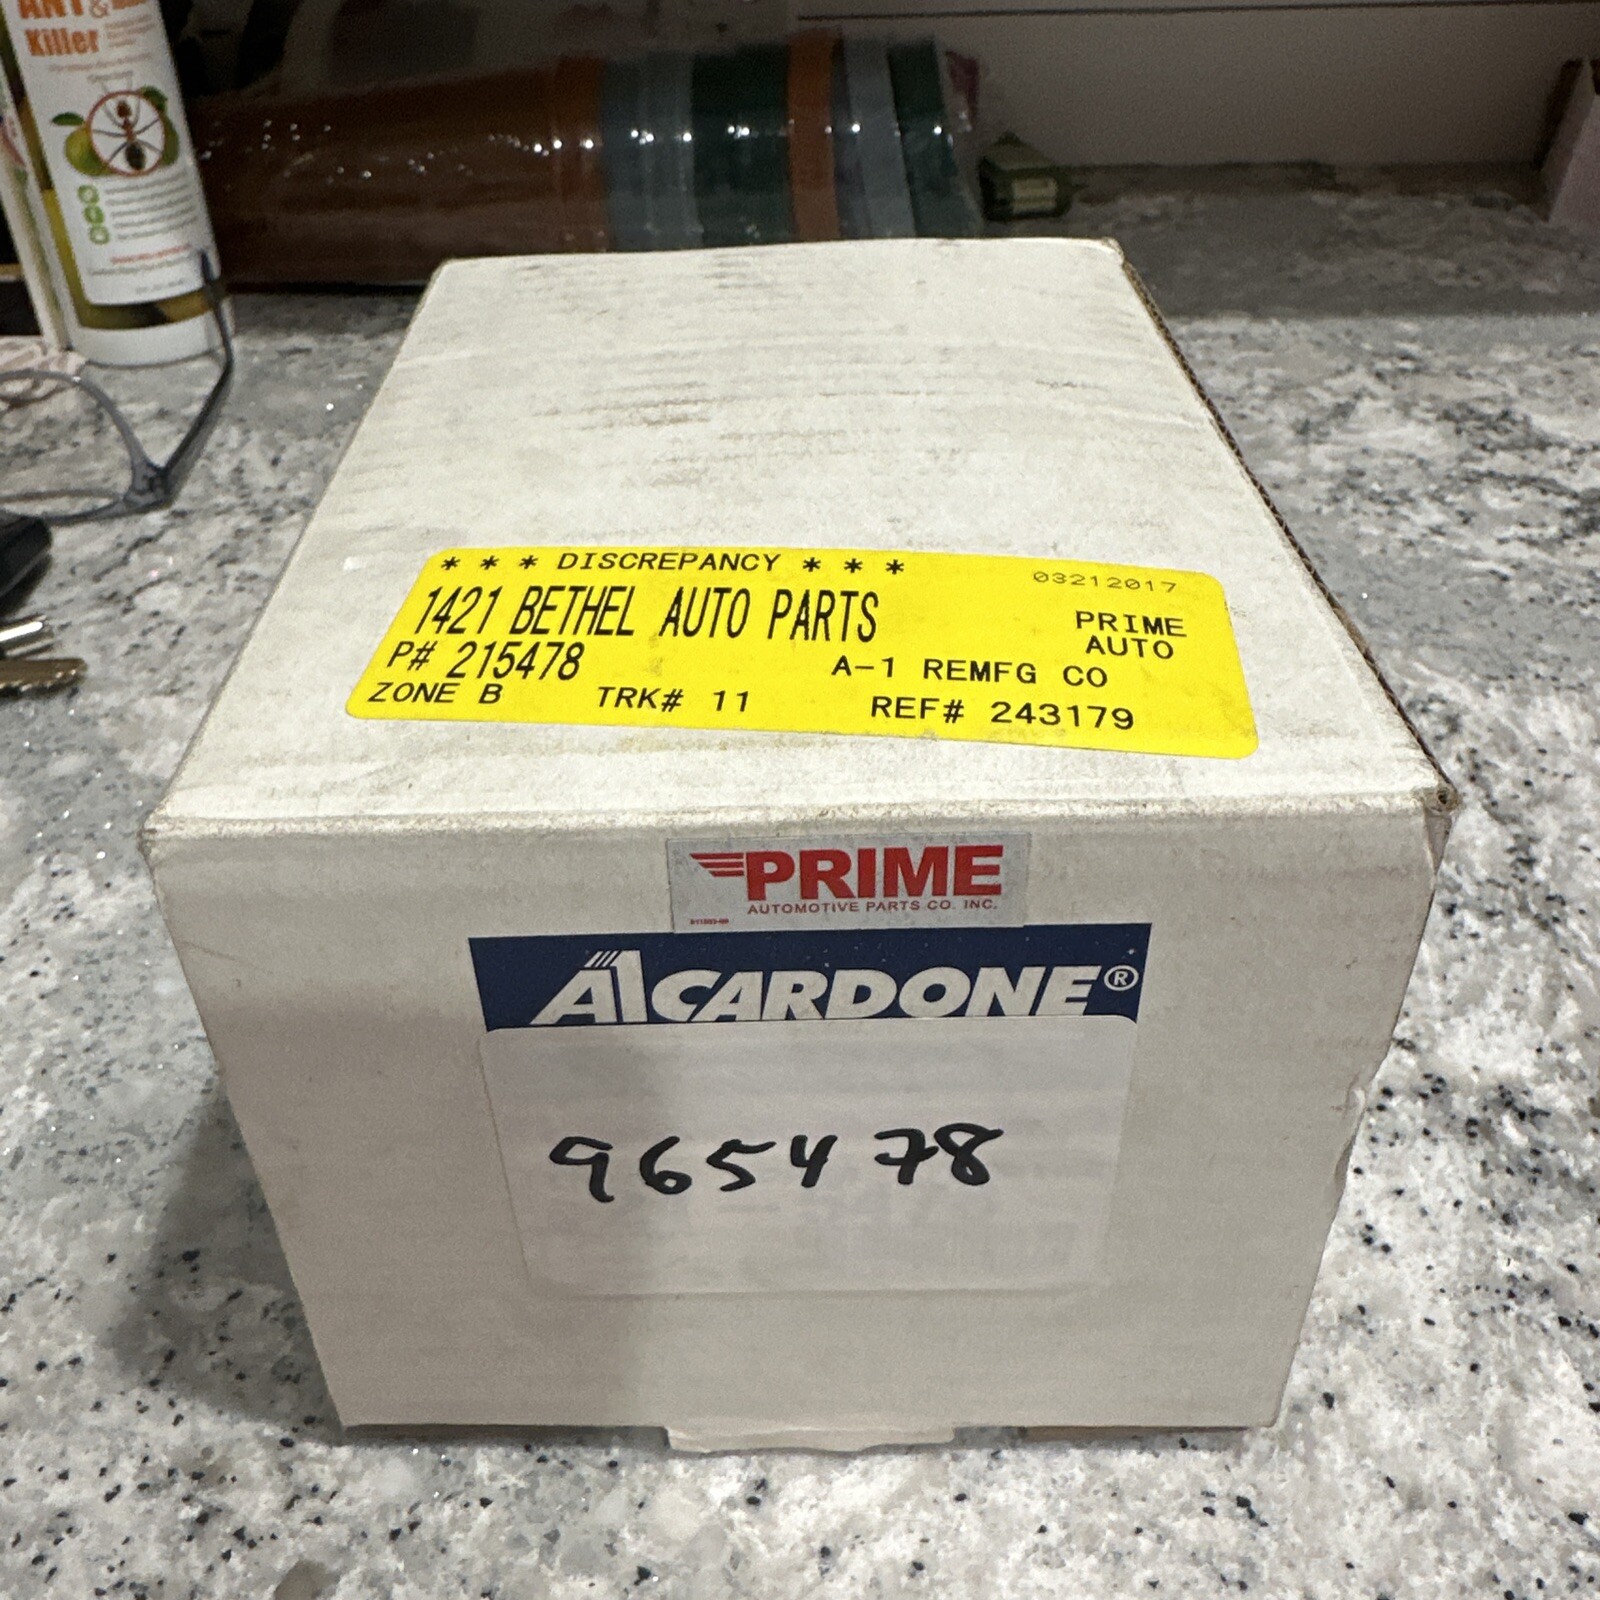 Killer
* * * DISCREPANCY * * *
03212017
1421 BETHEL AUTO PARTS
PRIME
AUTO
P# 215478
A-1 REMFG CO
ZONE B
TRK# 11
REF# 243179
PRIME
AUTOMOTIVE PARTS CO. INC.
A1CARDONE®
965478